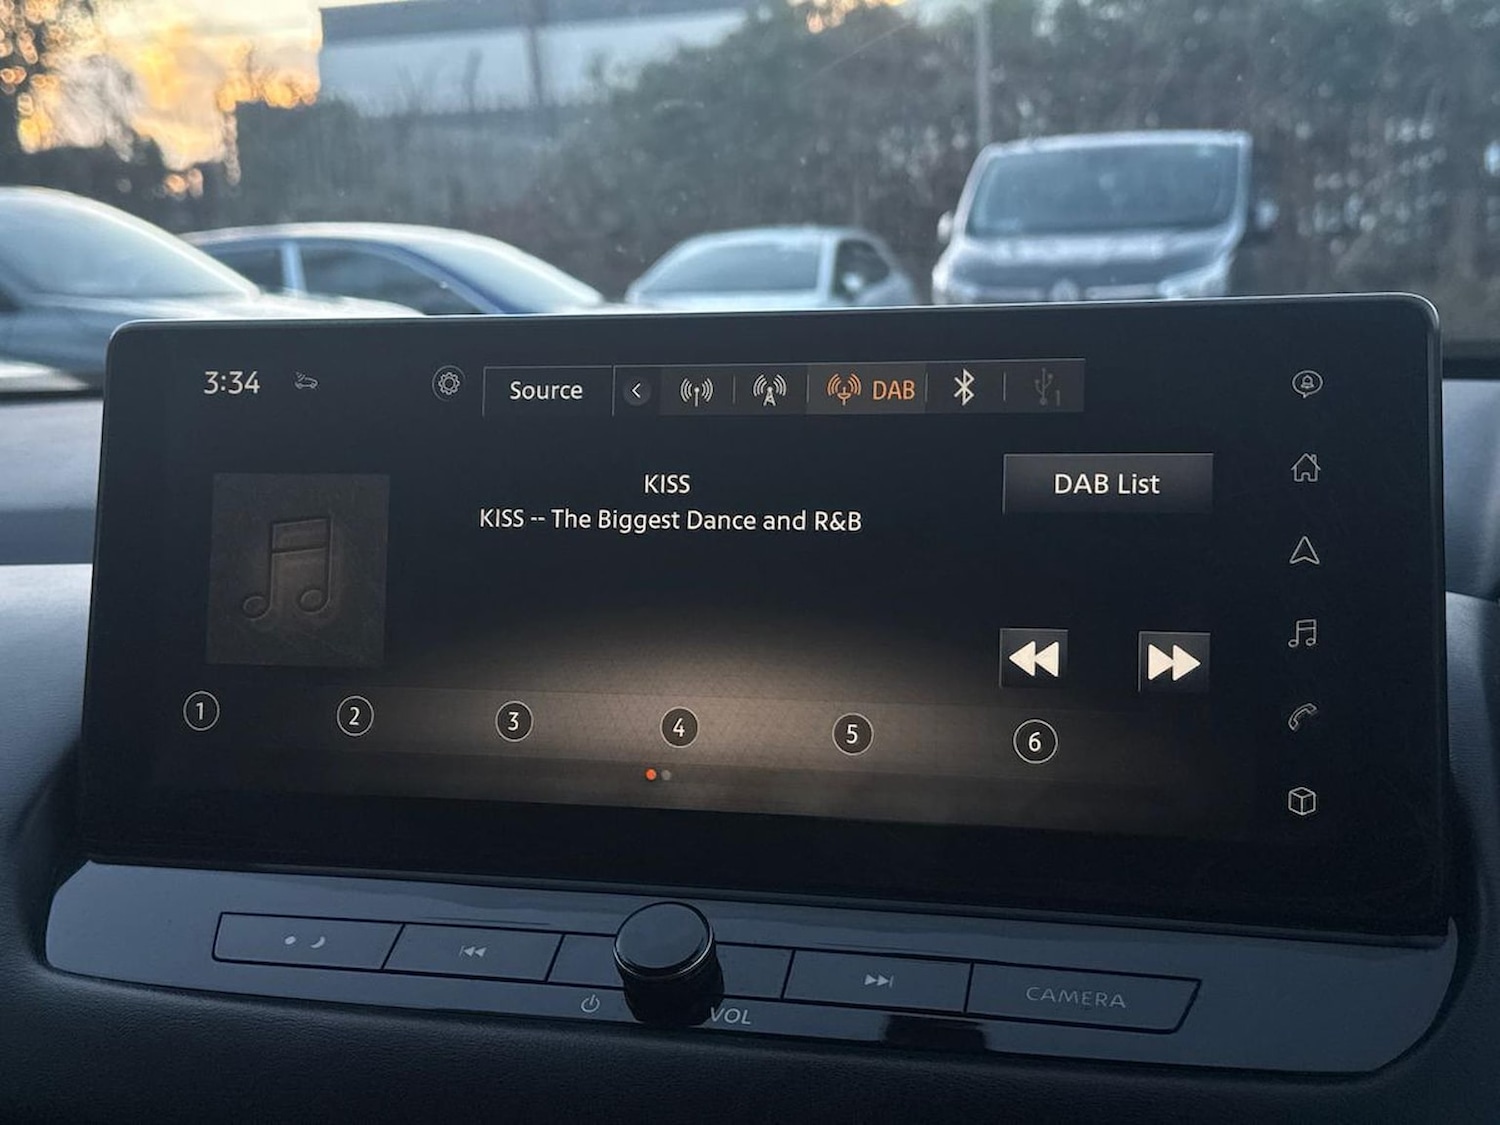 3:34
Source
DAB
1
KISS
KISS -- The Biggest Dance and R&B
DAB List
1
2
3
4
5
6
VOL
CAMERA